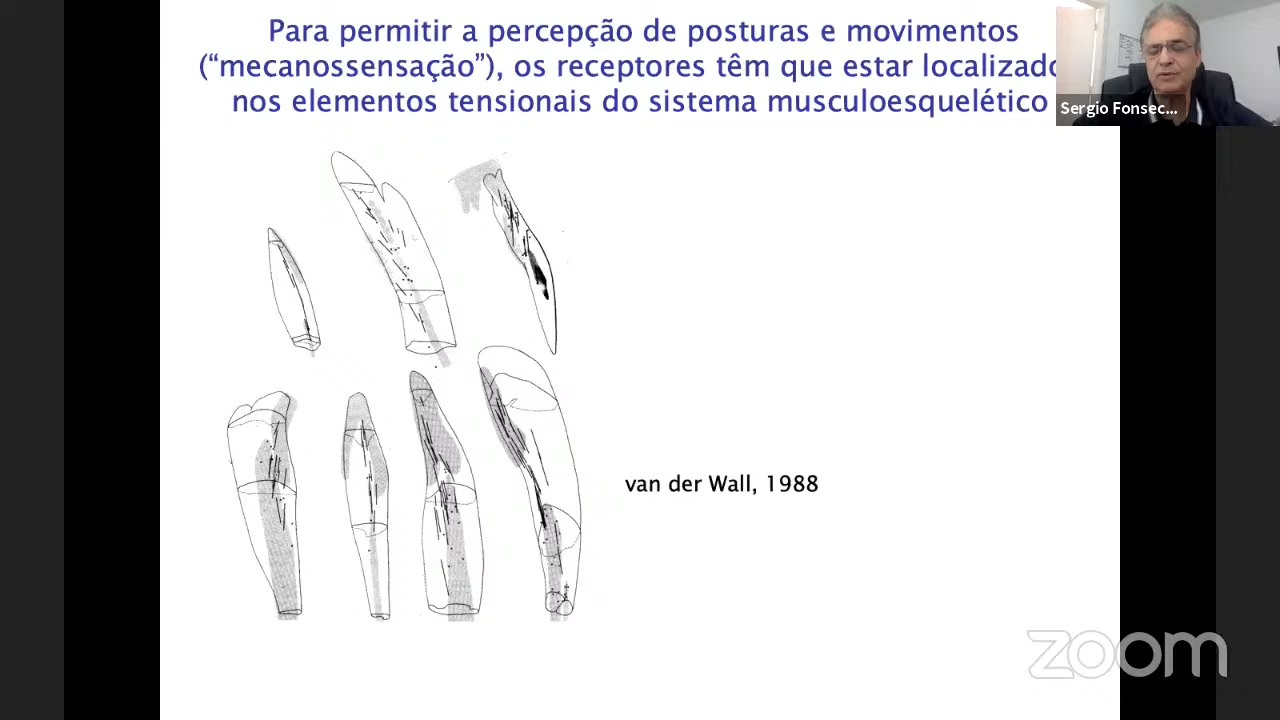 Para permitir a percepção de posturas e movimentos
(“mecanossensação”), os receptores têm que estar localizado
nos elementos tensionais do sistema musculoesquelético
Sergio Fonsec...
van der Wall, 1988
zoom